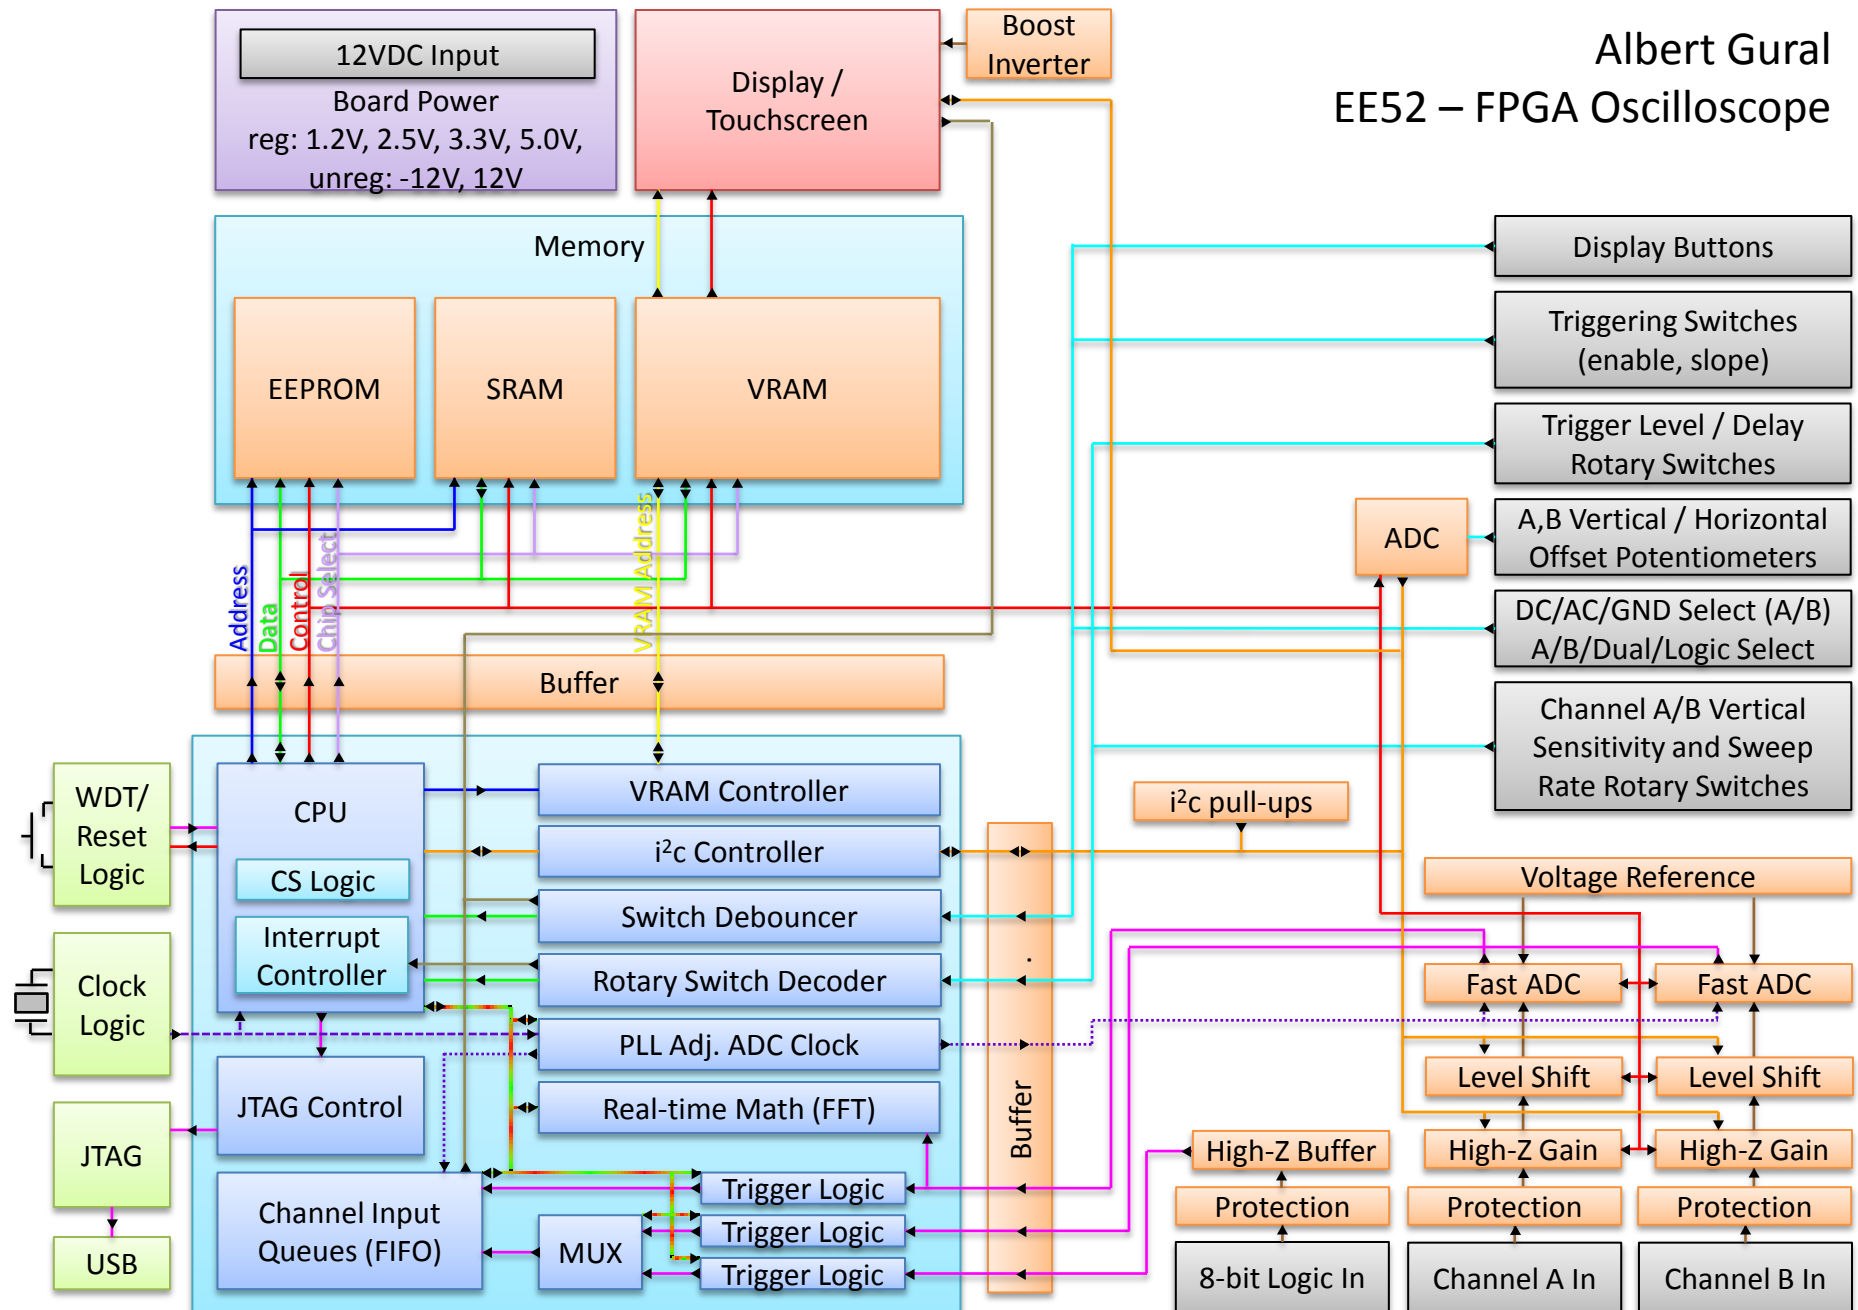 Albert Gural
EE52 – FPGA Oscilloscope
12VDC Input
Board Power
reg: 1.2V, 2.5V, 3.3V, 5.0V,
unreg: -12V, 12V
Display /
Touchscreen
Boost
Inverter
Memory
EEPROM
SRAM
VRAM
Address
Data
Control
Chip Select
VRAM Address
Buffer
Display Buttons
Triggering Switches
(enable, slope)
Trigger Level / Delay
Rotary Switches
ADC
A,B Vertical / Horizontal
Offset Potentiometers
DC/AC/GND Select (A/B)
A/B/Dual/Logic Select
Channel A/B Vertical
Sensitivity and Sweep
Rate Rotary Switches
WDT/
Reset
Logic
CPU
CS Logic
Interrupt
Controller
VRAM Controller
i²c Controller
Switch Debouncer
Rotary Switch Decoder
PLL Adj. ADC Clock
Real-time Math (FFT)
Clock
Logic
JTAG Control
JTAG
USB
Channel Input
Queues (FIFO)
MUX
Trigger Logic
Trigger Logic
Trigger Logic
Buffer .
i²c pull-ups
Voltage Reference
Fast ADC
Fast ADC
Level Shift
Level Shift
High-Z Buffer
High-Z Gain
High-Z Gain
Protection
Protection
Protection
8-bit Logic In
Channel A In
Channel B In